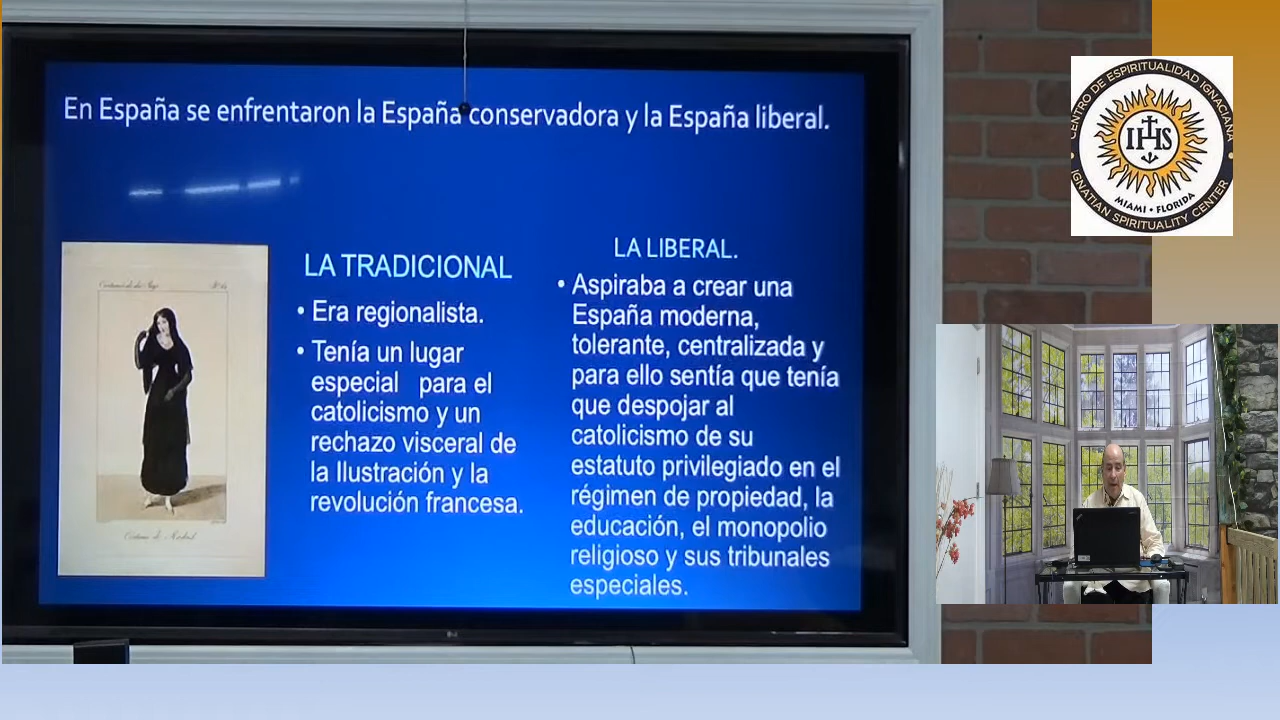 En España se enfrentaron la España conservadora y la España liberal.
LA TRADICIONAL
• Era regionalista.
• Tenía un lugar
especial para el
catolicismo y un
rechazo visceral de
la Ilustración y la
revolución francesa.
LA LIBERAL.
• Aspiraba a crear una
España moderna,
tolerante, centralizada y
para ello sentía que tenía
que despojar al
catolicismo de su
estatuto privilegiado en el
régimen de propiedad, la
educación, el monopolio
religioso y sus tribunales
especiales.
CENTRO DE ESPIRITUALIDAD IGNACIANA
IHS
MIAMI • FLORIDA
IGNATIAN SPIRITUALITY CENTER
LG